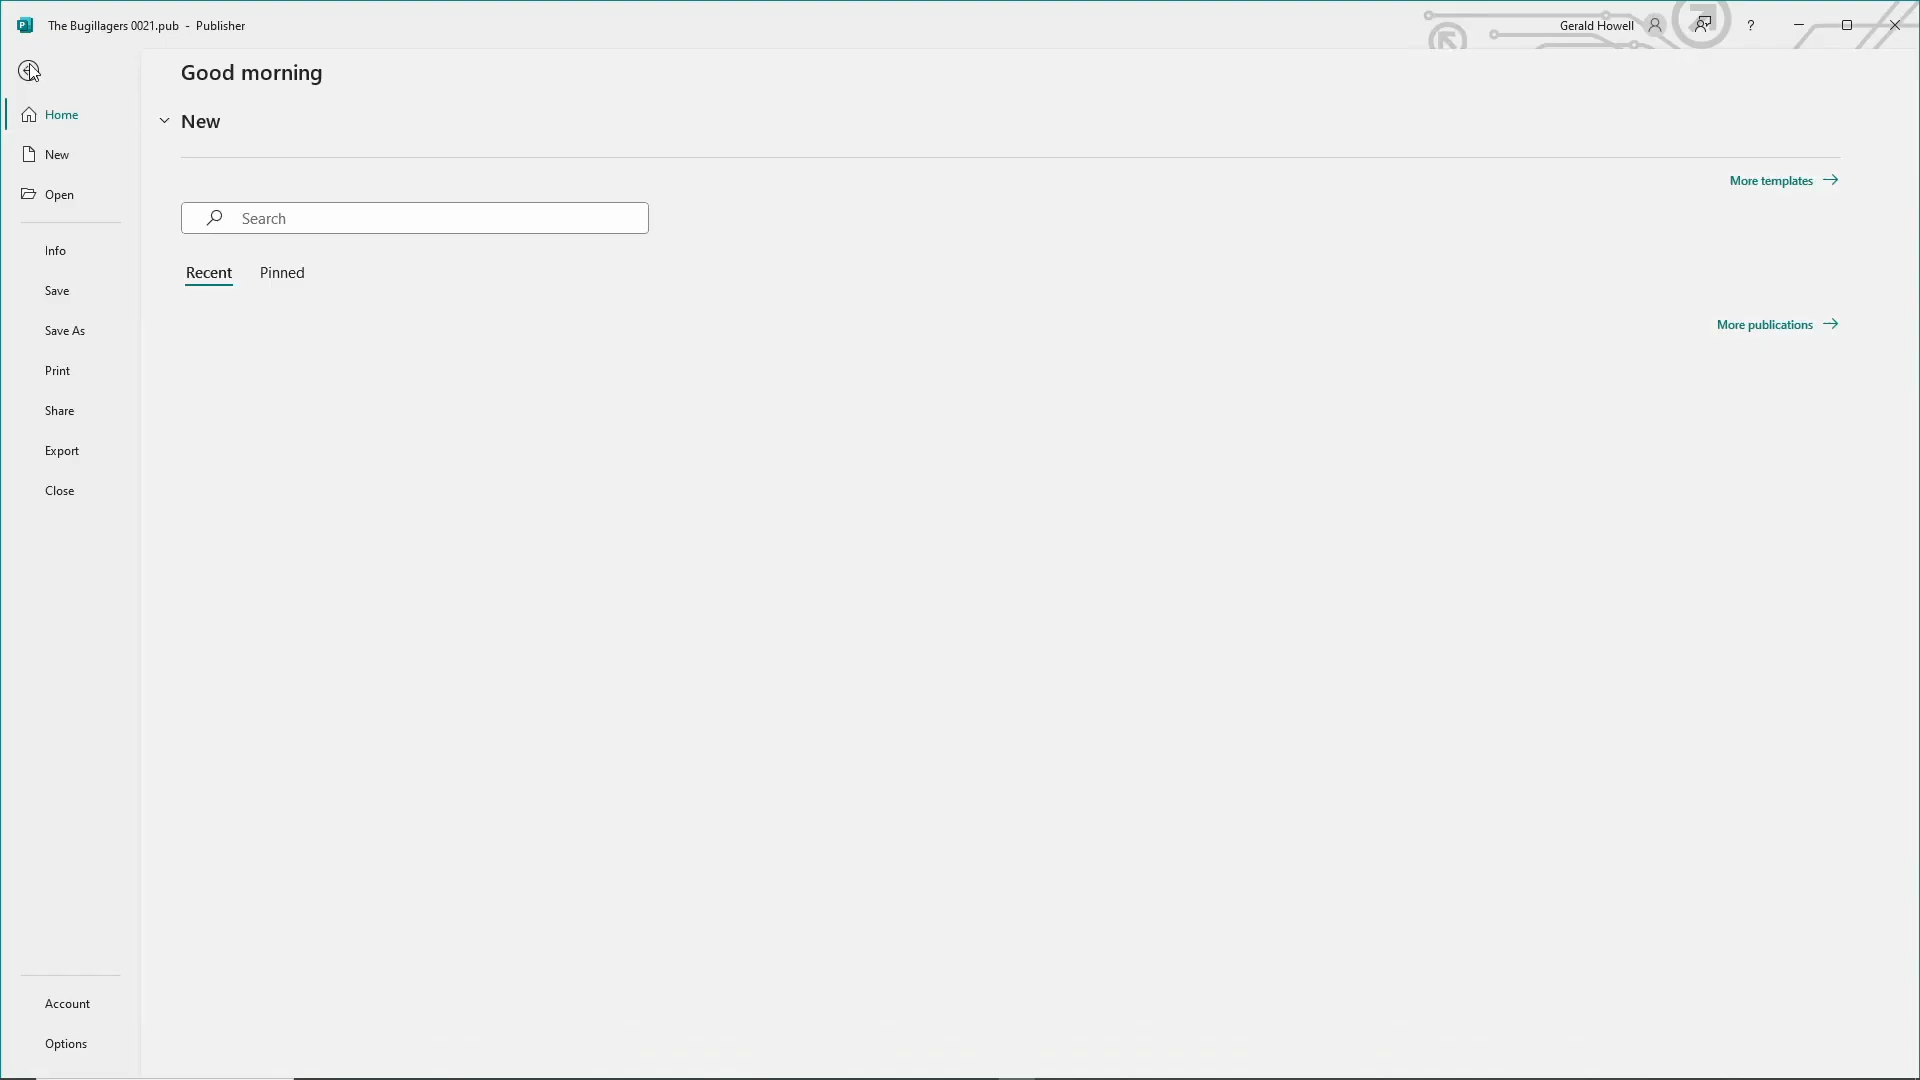 The Bugillagers 0021.pub - Publisher
Gerald Howell
?
Good morning
Home
New
New
Open
More templates
Search
Info
Recent
Pinned
Save
More publications
Save As
Print
Share
Export
Close
Account
Options